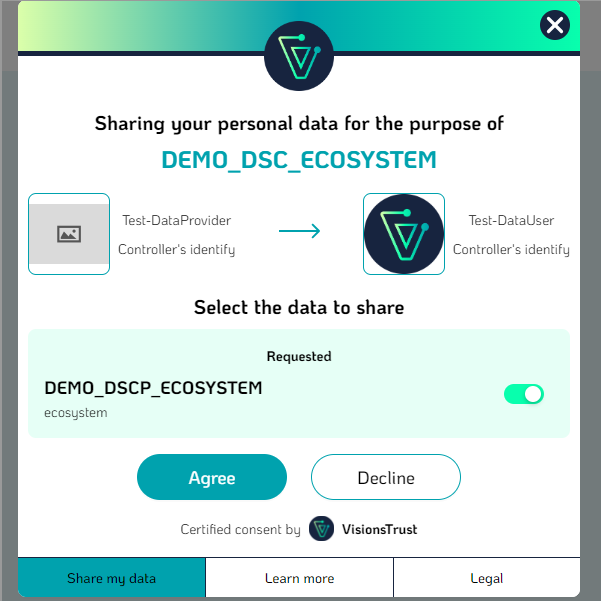 Sharing your personal data for the purpose of
DEMO_DSC_ECOSYSTEM
Test-DataProvider
Controller's identify
Test-DataUser
Controller's identify
Select the data to share
Requested
DEMO_DSCP_ECOSYSTEM
ecosystem
Agree
Decline
Certified consent by VisionsTrust
Share my data
Learn more
Legal